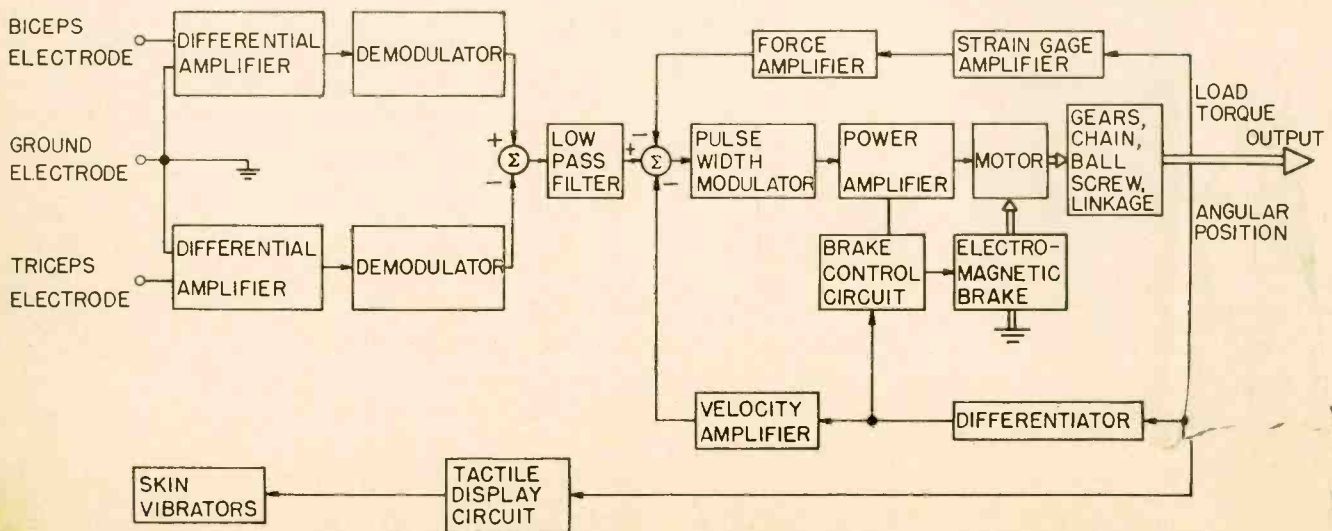 BICEPS
ELECTRODE
DIFFERENTIAL
AMPLIFIER
DEMODULATOR
GROUND
ELECTRODE
TRICEPS
ELECTRODE
DIFFERENTIAL
AMPLIFIER
DEMODULATOR
+
Σ
−
LOW
PASS
FILTER
−
+
Σ
−
FORCE
AMPLIFIER
STRAIN GAGE
AMPLIFIER
PULSE
WIDTH
MODULATOR
POWER
AMPLIFIER
MOTOR
GEARS,
CHAIN,
BALL
SCREW,
LINKAGE
LOAD
TORQUE
OUTPUT
ANGULAR
POSITION
BRAKE
CONTROL
CIRCUIT
ELECTRO-
MAGNETIC
BRAKE
VELOCITY
AMPLIFIER
DIFFERENTIATOR
SKIN
VIBRATORS
TACTILE
DISPLAY
CIRCUIT